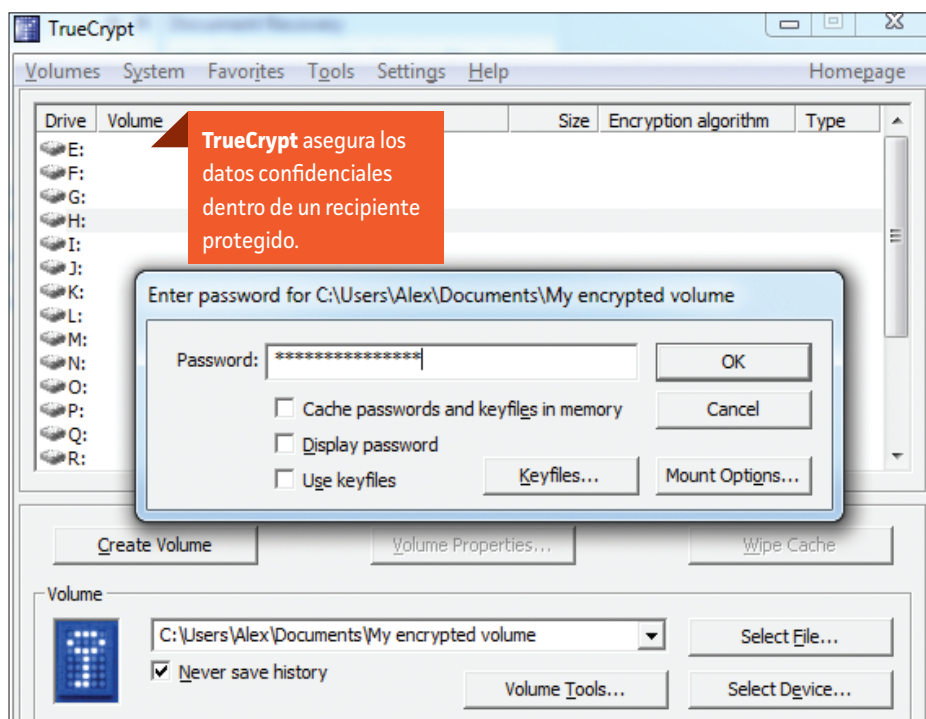 TrueCrypt
Document Recovery
Volumes System Favorites Tools Settings Help Homepage
Drive Volume Size Encryption algorithm Type
TrueCrypt asegura los
datos confidenciales
dentro de un recipiente
protegido.
E:
F:
G:
H:
I:
J:
K:
L:
M:
N:
O:
P:
Q:
R:
Enter password for C:\Users\Alex\Documents\My encrypted volume
Password: *************** OK
Cache passwords and keyfiles in memory Cancel
Display password
Use keyfiles Keyfiles... Mount Options...
Create Volume Volume Properties... Wipe Cache
Volume
C:\Users\Alex\Documents\My encrypted volume Select File...
Never save history
Volume Tools... Select Device...